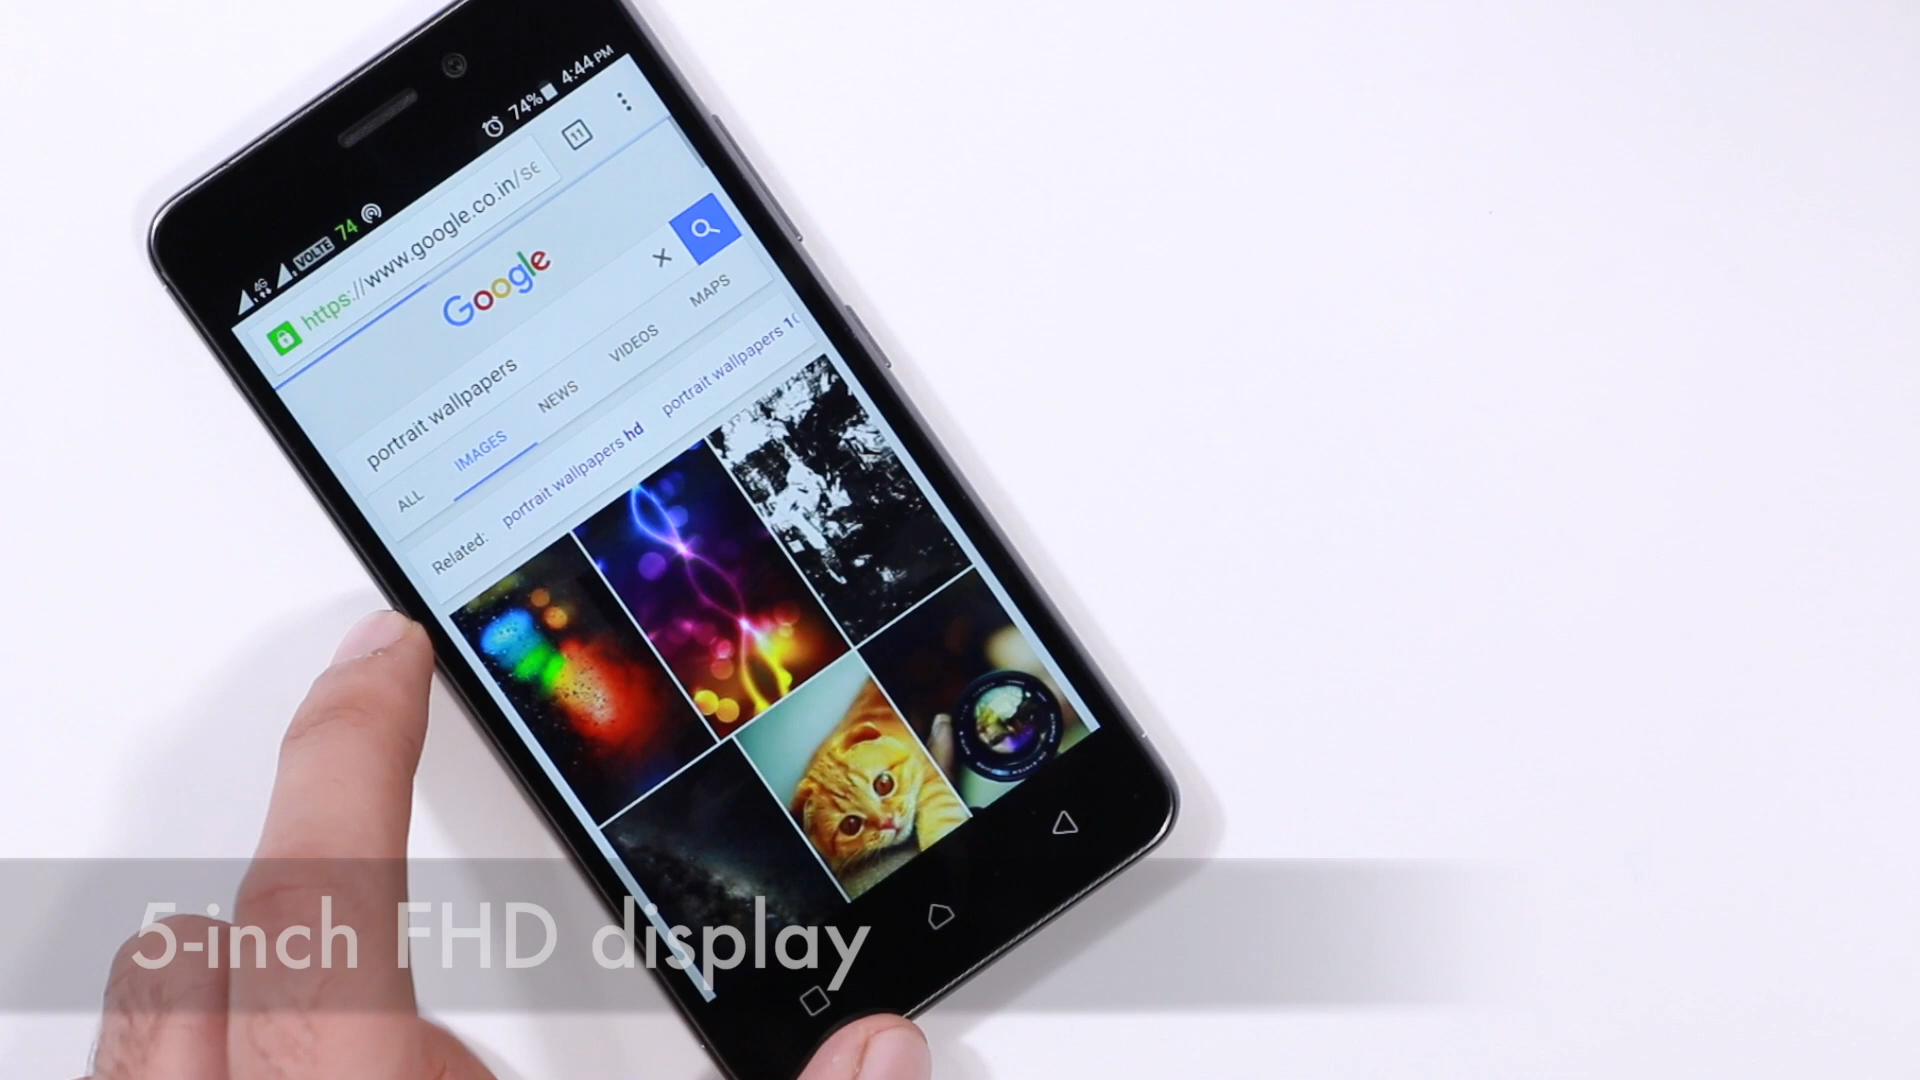 4G VOLTE 74 74% 4:44 PM
https://www.google.co.in/se
11
Google
portrait wallpapers
ALL IMAGES NEWS VIDEOS MAPS
Related: portrait wallpapers hd portrait wallpapers 10
5-inch FHD display